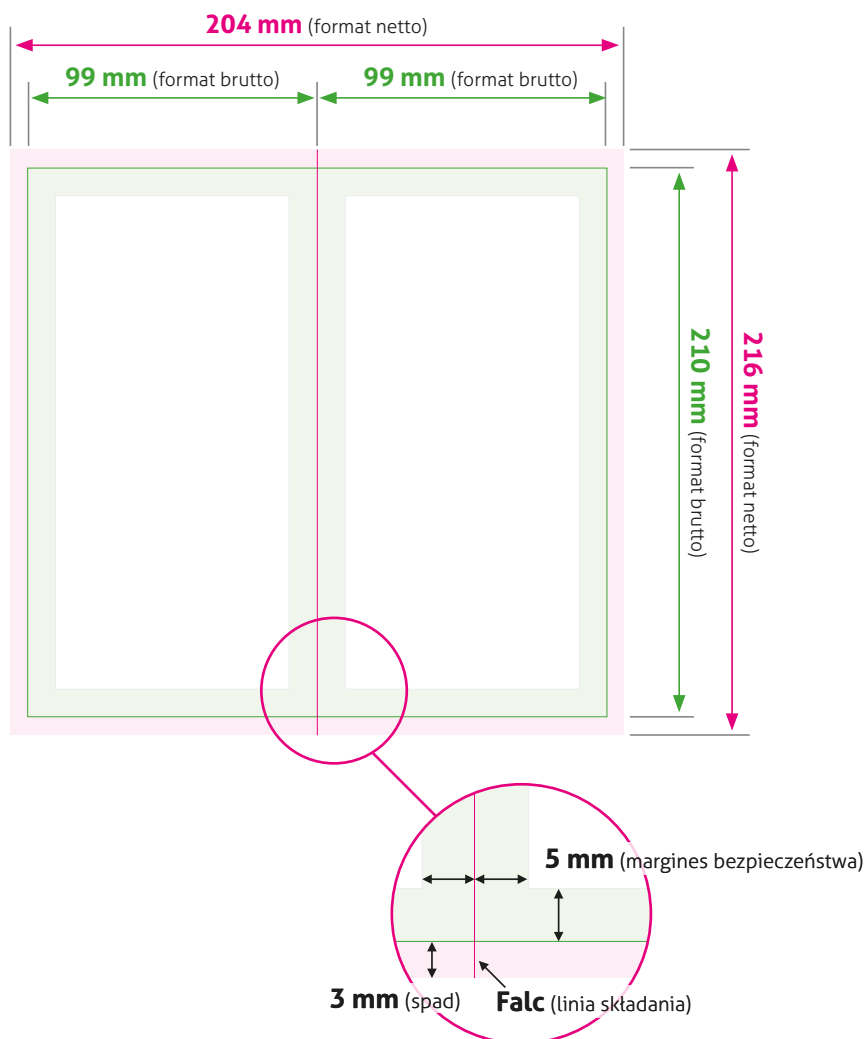 204 mm (format netto)
99 mm (format brutto)
99 mm (format brutto)
210 mm (format brutto)
216 mm (format netto)
5 mm (margines bezpieczeństwa)
3 mm (spad)
Falc (linia składania)